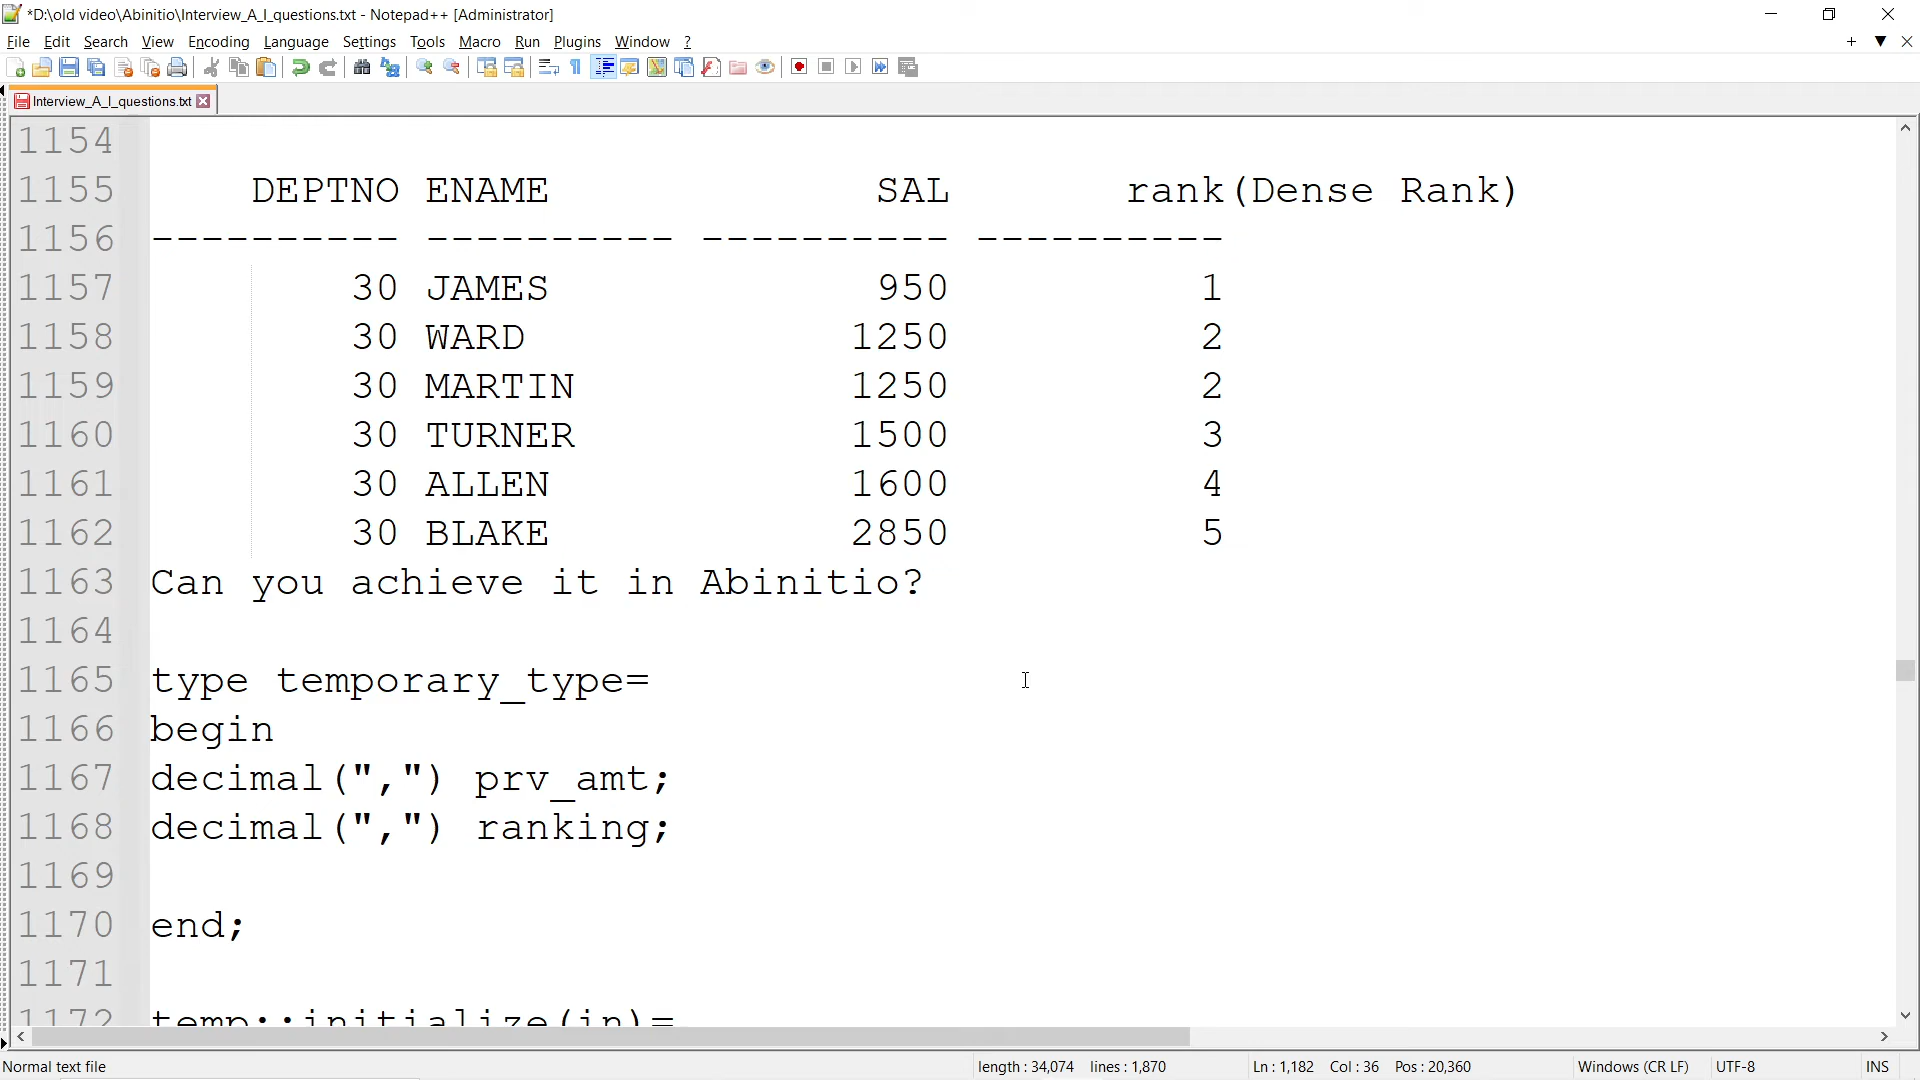 *D:\old video\Abinitio\Interview_A_I_questions.txt - Notepad++ [Administrator]
File Edit Search View Encoding Language Settings Tools Macro Run Plugins Window ?
Interview_A_I_questions.txt
1154
1155 DEPTNO ENAME SAL rank(Dense Rank)
1156 ---------- ---------- ---------- ----------
1157 30 JAMES 950 1
1158 30 WARD 1250 2
1159 30 MARTIN 1250 2
1160 30 TURNER 1500 3
1161 30 ALLEN 1600 4
1162 30 BLAKE 2850 5
1163 Can you achieve it in Abinitio?
1164
1165 type temporary_type=
1166 begin
1167 decimal(",") prv_amt;
1168 decimal(",") ranking;
1169
1170 end;
1171
1172 temp::initialize(in)=
Normal text file length : 34,074 lines : 1,870 Ln : 1,182 Col : 36 Pos : 20,360 Windows (CR LF) UTF-8 INS